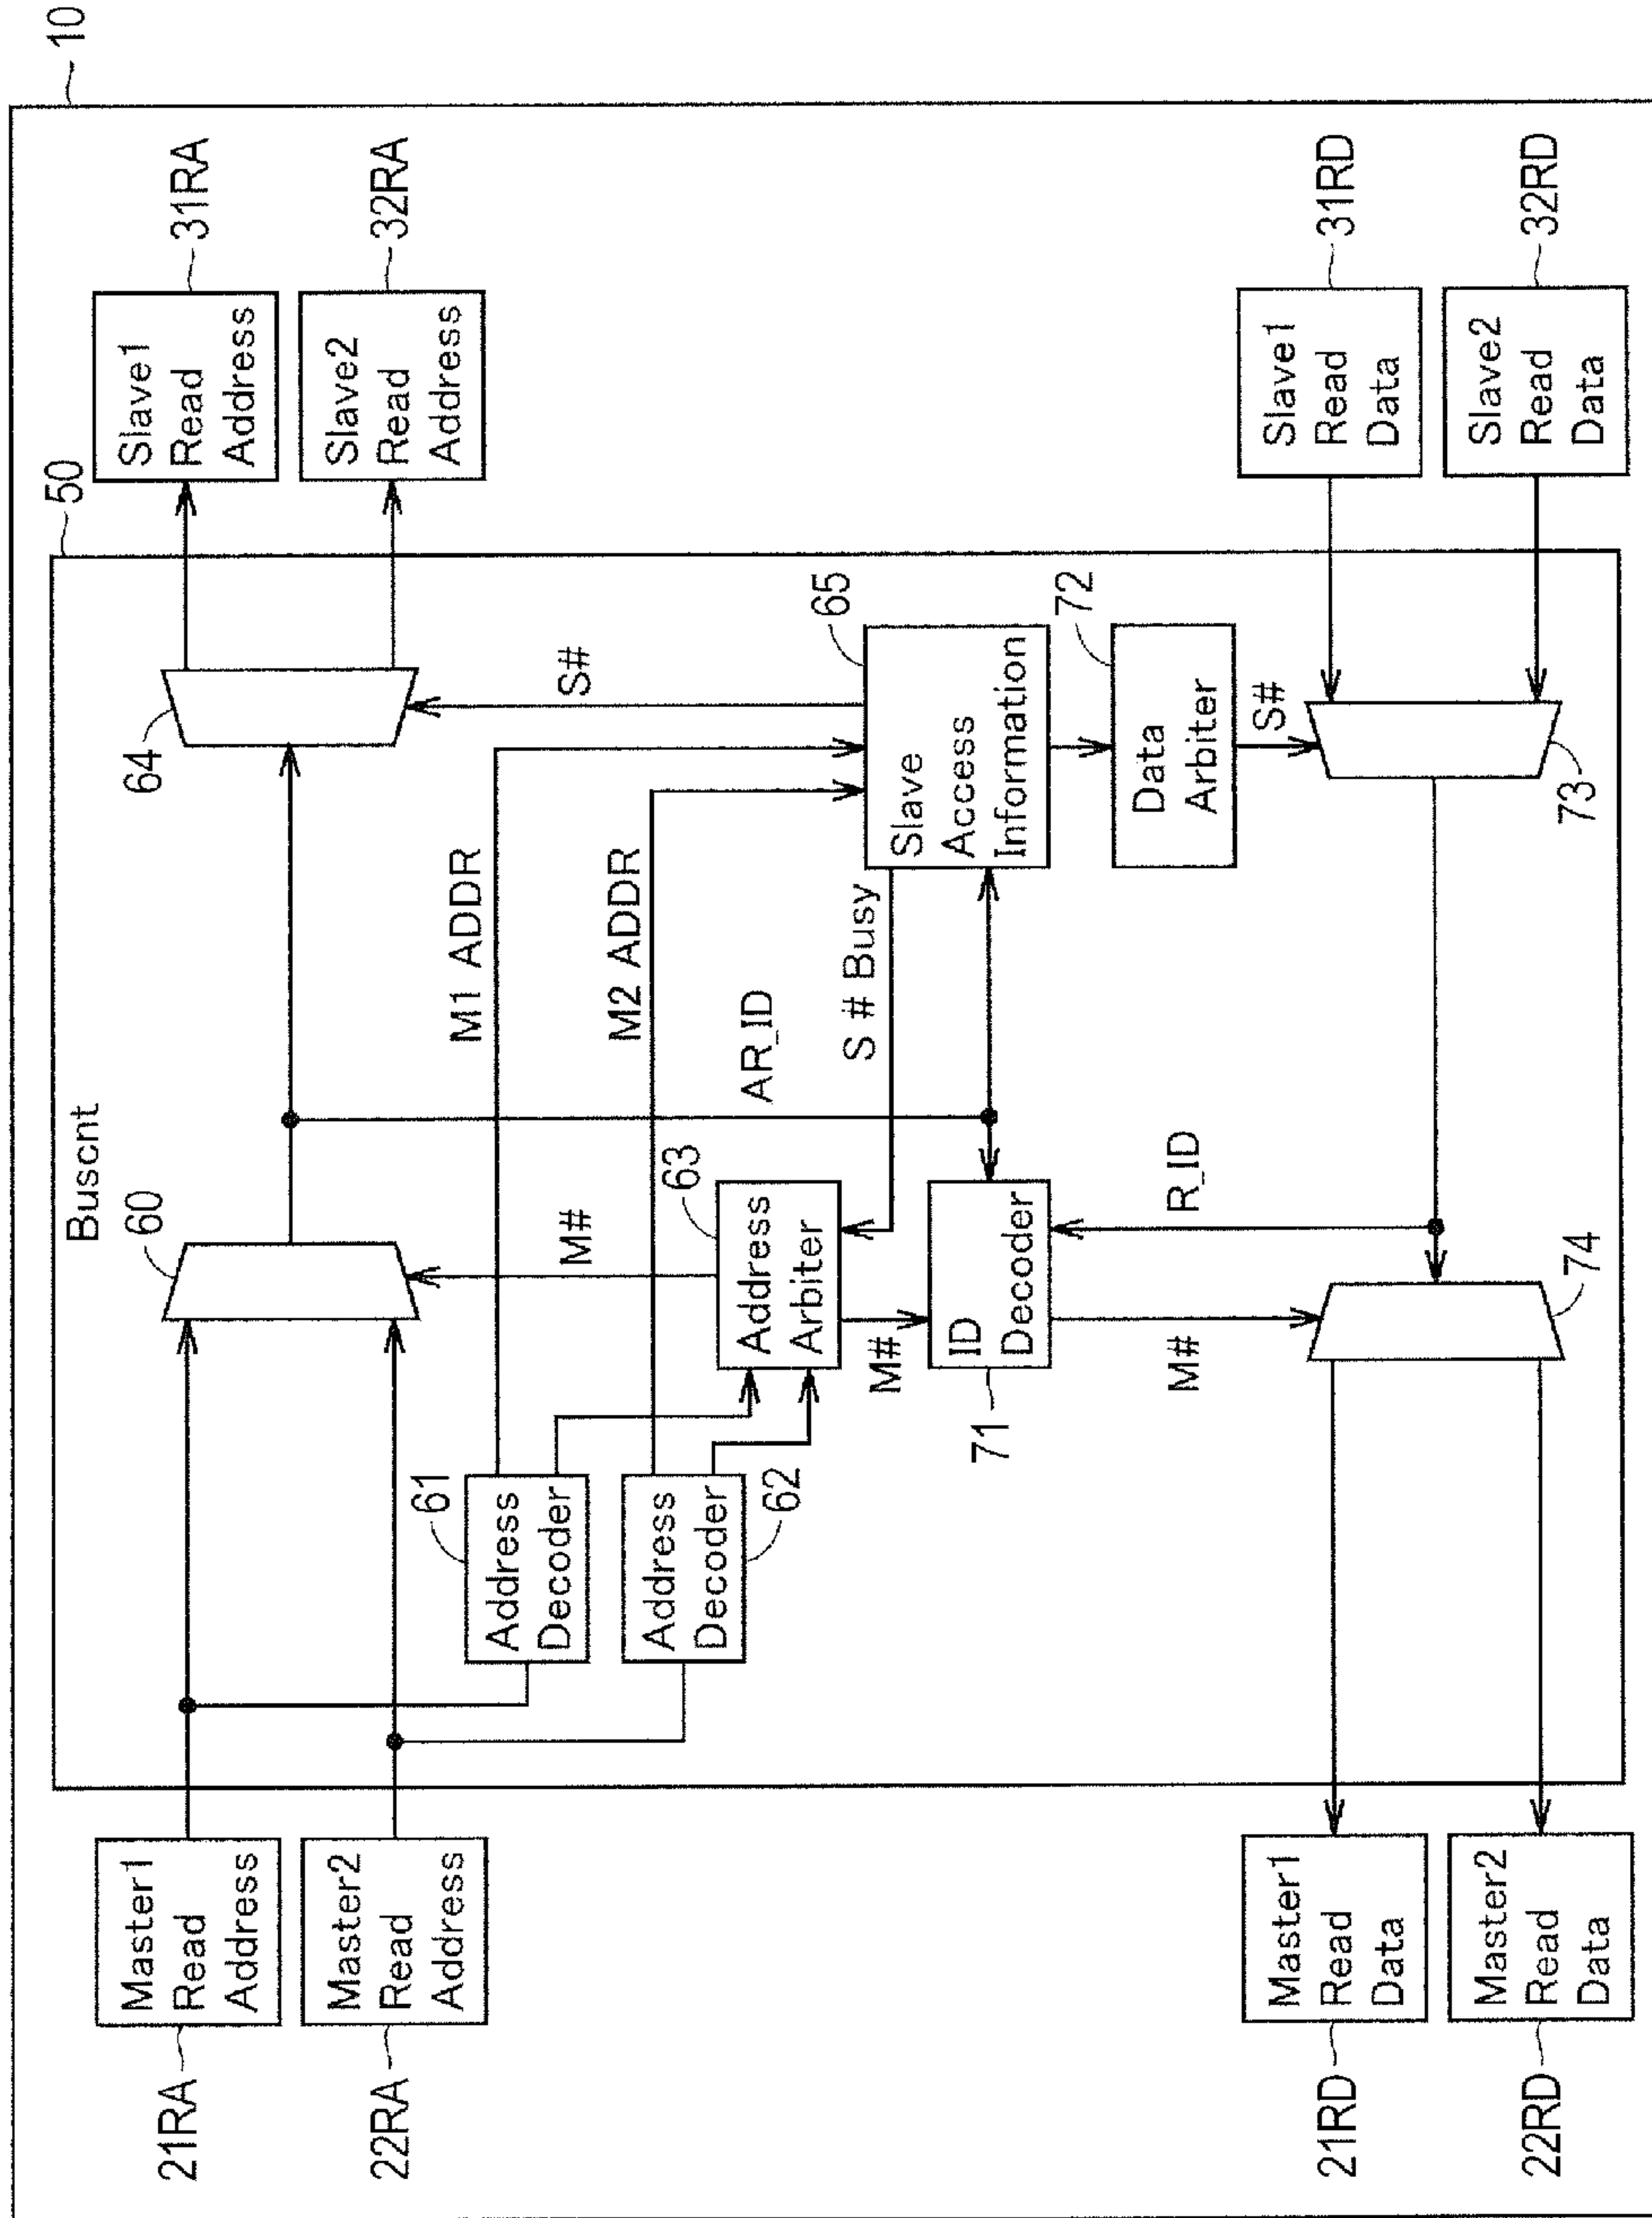 10
50
Buscnt
Master1
Read
Address
21RA
Master2
Read
Address
22RA
60
64
Slave1
Read
Address
31RA
Slave2
Read
Address
32RA
Address
Decoder
61
M1 ADDR
Address
Decoder
62
M2 ADDR
M#
S#
AR_ID
Address
Arbiter
63
S # Busy
Slave
Access
Information
65
M#
ID
Decoder
71
Data
Arbiter
72
R_ID
M#
S#
74
73
Master1
Read
Data
21RD
Master2
Read
Data
22RD
Slave1
Read
Data
31RD
Slave2
Read
Data
32RD